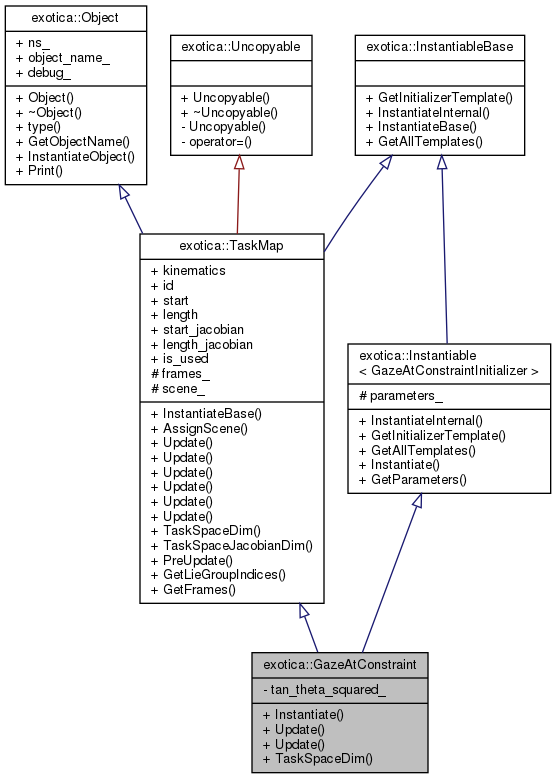 exotica::Object
+ ns_
+ object_name_
+ debug_
+ Object()
+ ~Object()
+ type()
+ GetObjectName()
+ InstantiateObject()
+ Print()
exotica::Uncopyable
+ Uncopyable()
+ ~Uncopyable()
- Uncopyable()
- operator=()
exotica::InstantiableBase
+ GetInitializerTemplate()
+ InstantiateInternal()
+ InstantiateBase()
+ GetAllTemplates()
exotica::TaskMap
+ kinematics
+ id
+ start
+ length
+ start_jacobian
+ length_jacobian
+ is_used
# frames_
# scene_
+ InstantiateBase()
+ AssignScene()
+ Update()
+ Update()
+ Update()
+ Update()
+ Update()
+ Update()
+ TaskSpaceDim()
+ TaskSpaceJacobianDim()
+ PreUpdate()
+ GetLieGroupIndices()
+ GetFrames()
exotica::Instantiable
< GazeAtConstraintInitializer >
# parameters_
+ InstantiateInternal()
+ GetInitializerTemplate()
+ GetAllTemplates()
+ Instantiate()
+ GetParameters()
exotica::GazeAtConstraint
- tan_theta_squared_
+ Instantiate()
+ Update()
+ Update()
+ TaskSpaceDim()